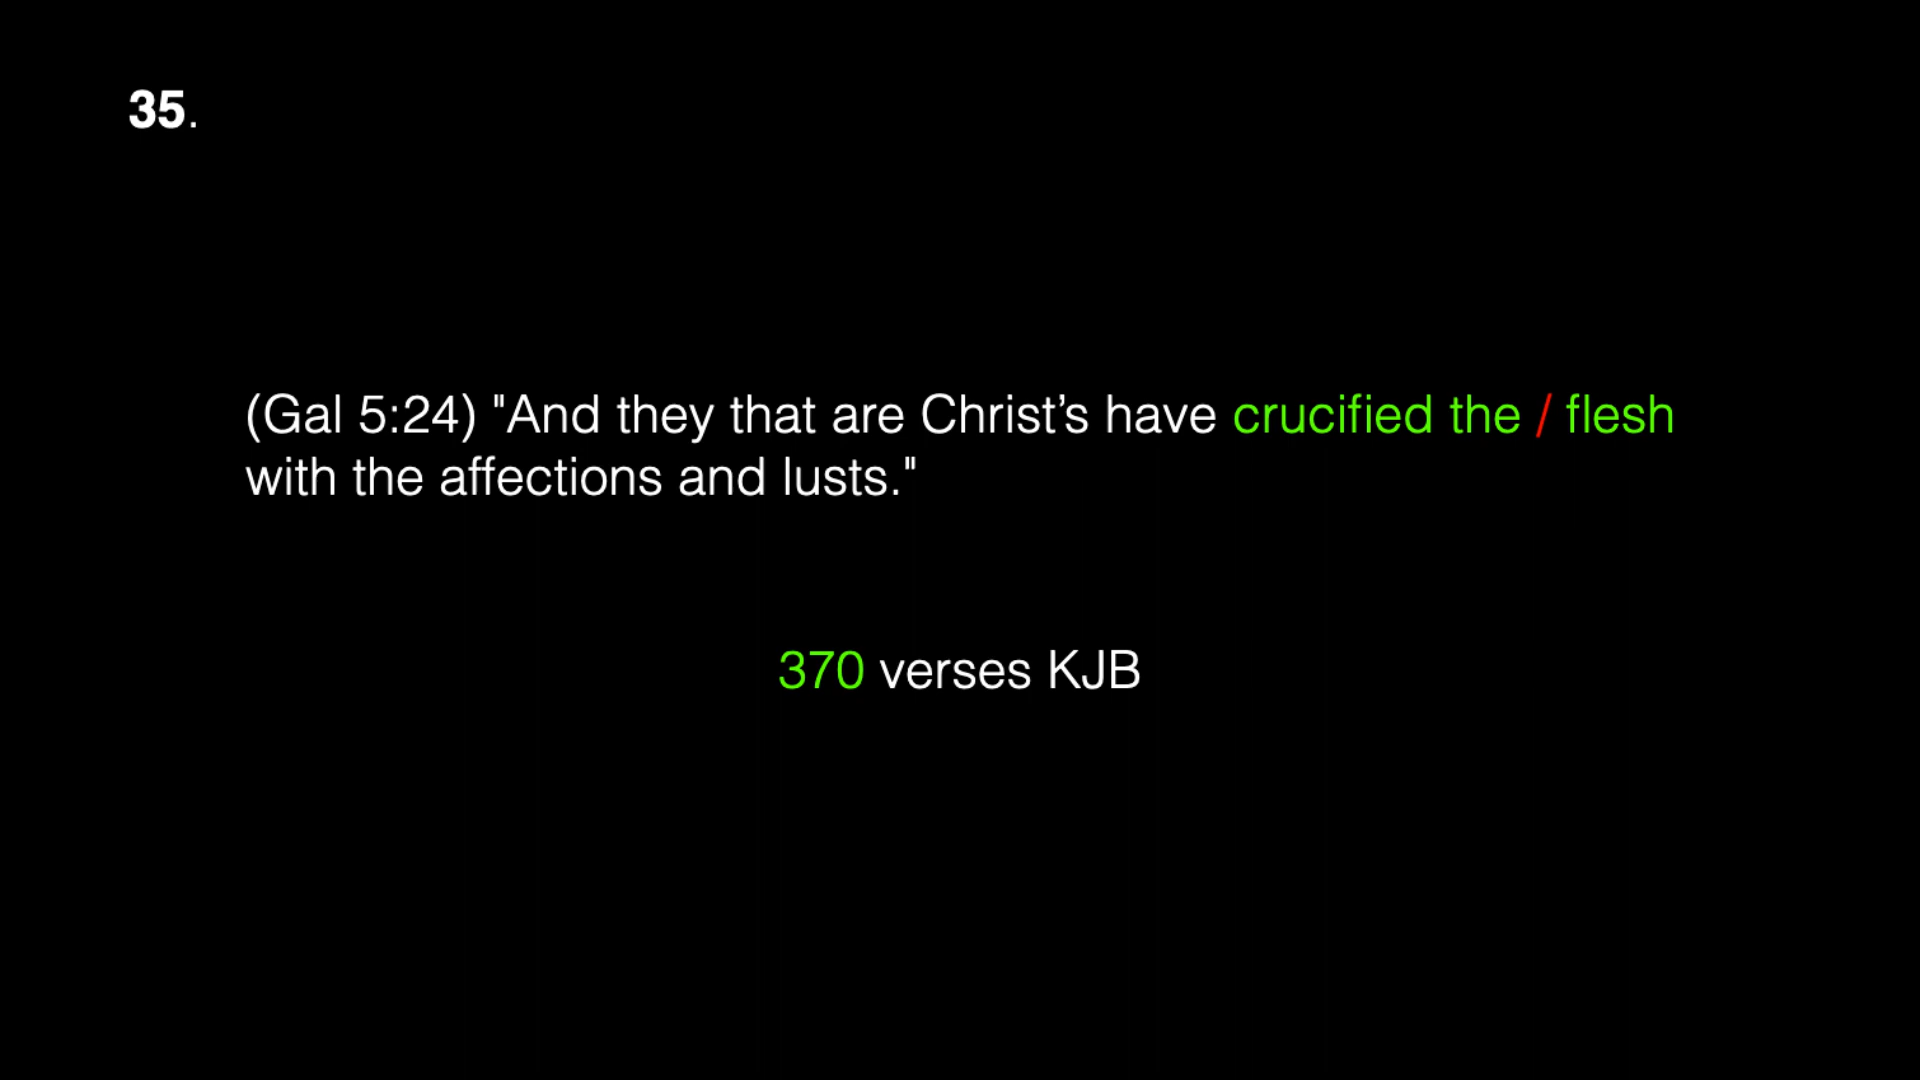 35.
(Gal 5:24) "And they that are Christ’s have crucified the / flesh
with the affections and lusts."
370 verses KJB